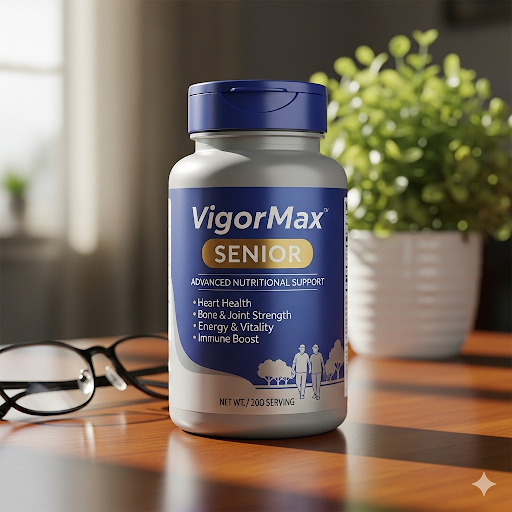 VigorMax™
SENIOR
ADVANCED NUTRITIONAL SUPPORT
• Heart Health
• Bone & Joint Strength
• Energy & Vitality
• Immune Boost
NET WT./ 200 SERVING